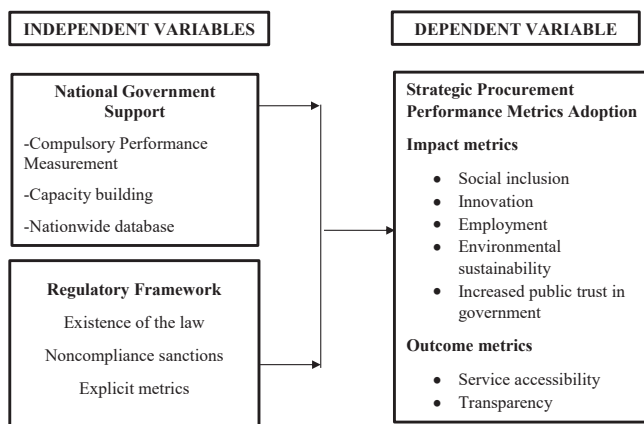 INDEPENDENT VARIABLES
National Government
Support
-Compulsory Performance
Measurement
-Capacity building
-Nationwide database
Regulatory Framework
Existence of the law
Noncompliance sanctions
Explicit metrics
DEPENDENT VARIABLE
Strategic Procurement
Performance Metrics Adoption
Impact metrics
• Social inclusion
• Innovation
• Employment
• Environmental
sustainability
• Increased public trust in
government
Outcome metrics
• Service accessibility
• Transparency